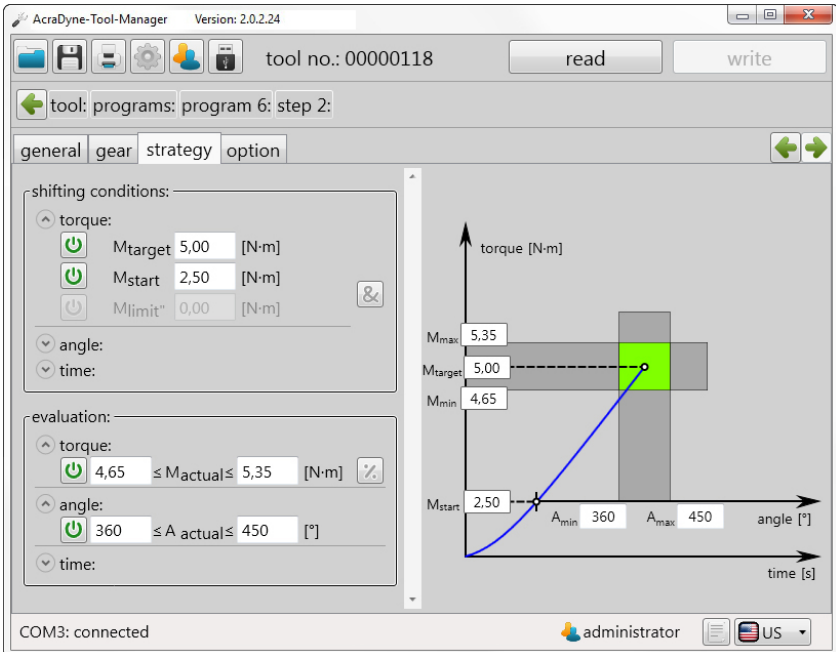 AcraDyne-Tool-Manager Version: 2.0.2.24
tool no.: 00000118 read write
tool: programs: program 6: step 2:
general gear strategy option
shifting conditions:
torque:
Mtarget 5,00 [N·m]
Mstart 2,50 [N·m]
Mlimit" 0,00 [N·m]
&
angle:
time:
evaluation:
torque:
4,65 ≤ Mactual ≤ 5,35 [N·m] %
angle:
360 ≤ A actual ≤ 450 [°]
time:
torque [N·m]
Mmax 5,35
Mtarget 5,00
Mmin 4,65
Mstart 2,50
Amin 360 Amax 450 angle [°]
time [s]
COM3: connected administrator US